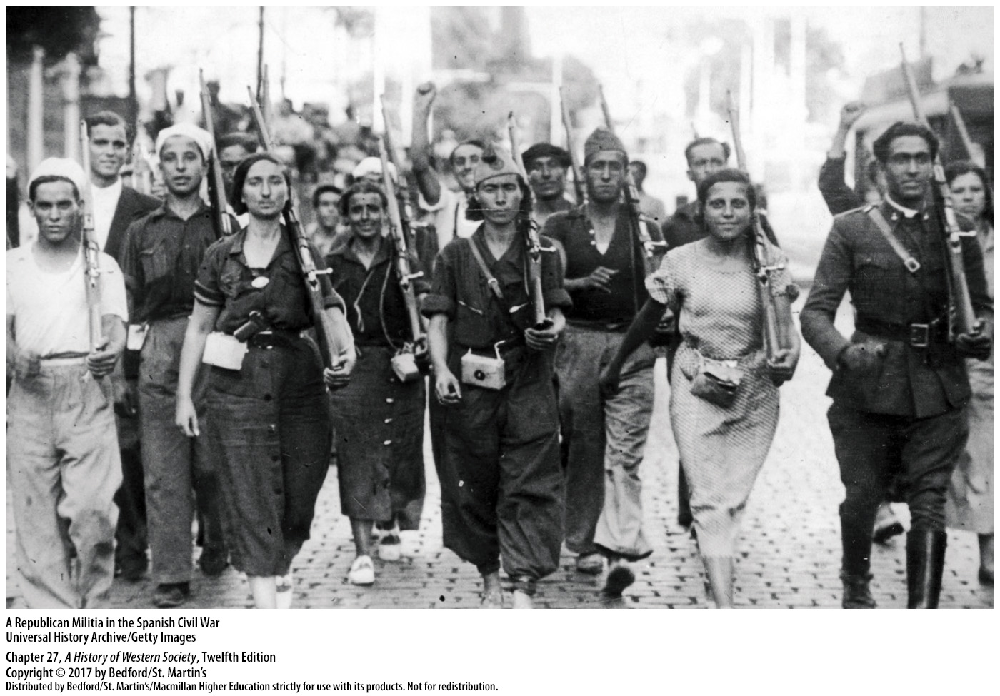 A Republican Militia in the Spanish Civil War
Universal History Archive/Getty Images
Chapter 27, A History of Western Society, Twelfth Edition
Copyright © 2017 by Bedford/St. Martin's
Distributed by Bedford/St. Martin's/Macmillan Higher Education strictly for use with its products. Not for redistribution.